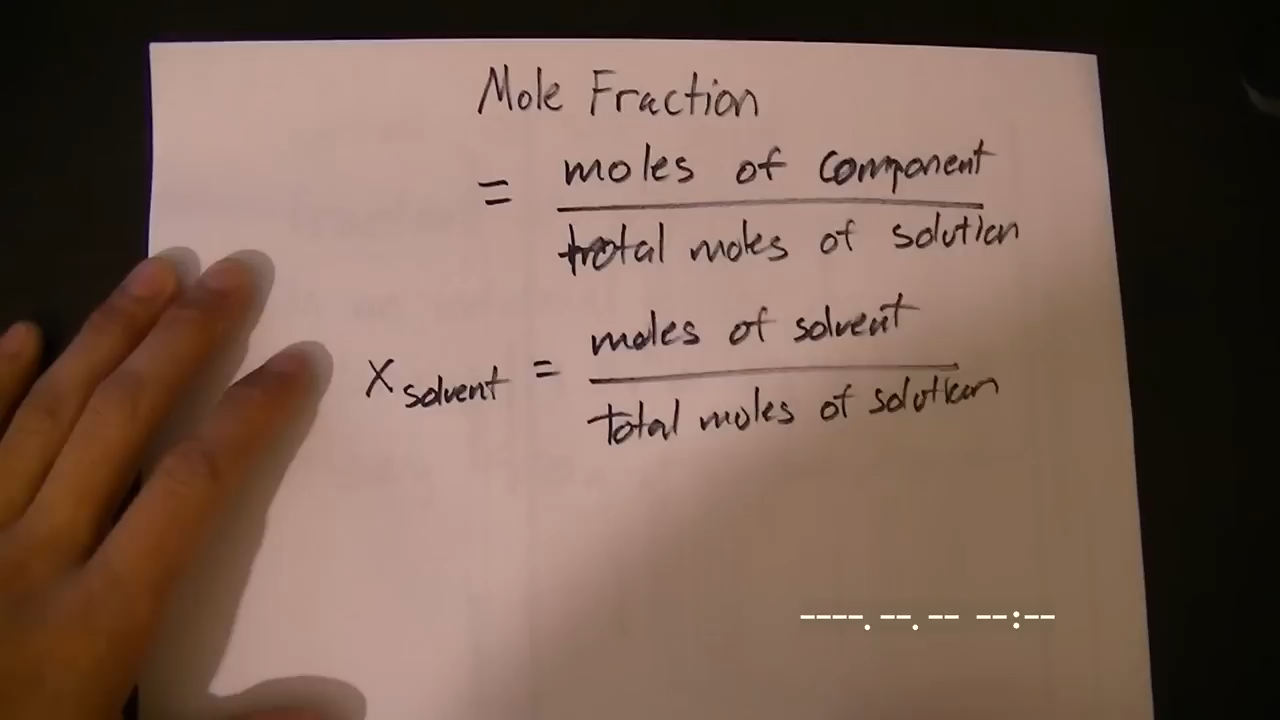 Mole Fraction
= moles of component
total moles of solution
X solvent = moles of solvent
total moles of solution
----.--.-- --:--